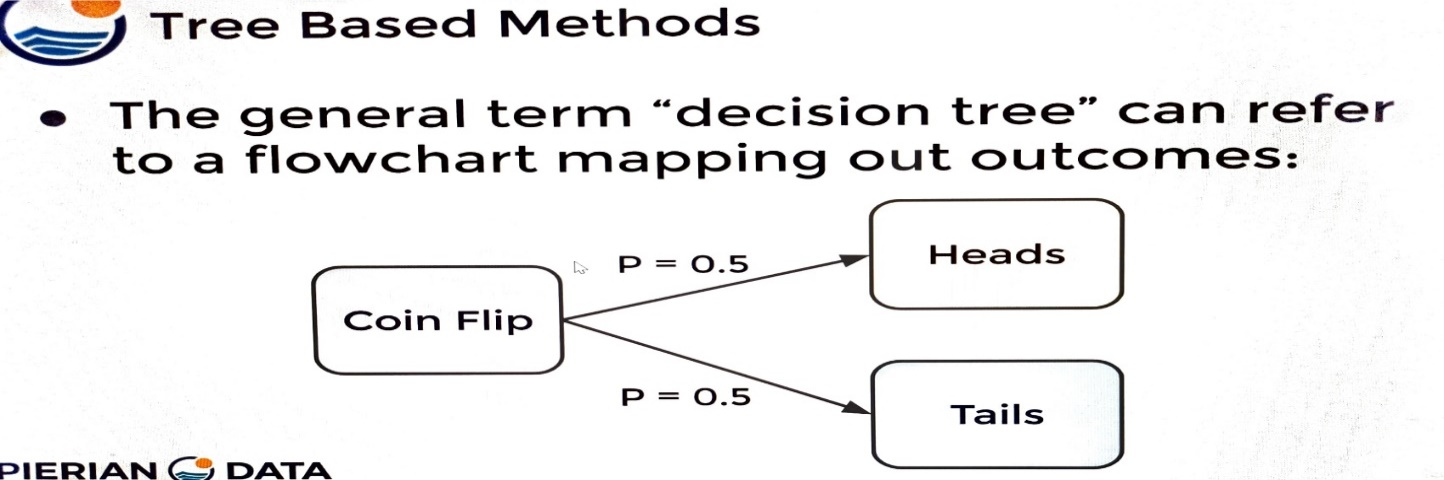 Tree Based Methods
● The general term “decision tree” can refer
to a flowchart mapping out outcomes:
P = 0.5
Heads
Coin Flip
P = 0.5
Tails
PIERIAN DATA